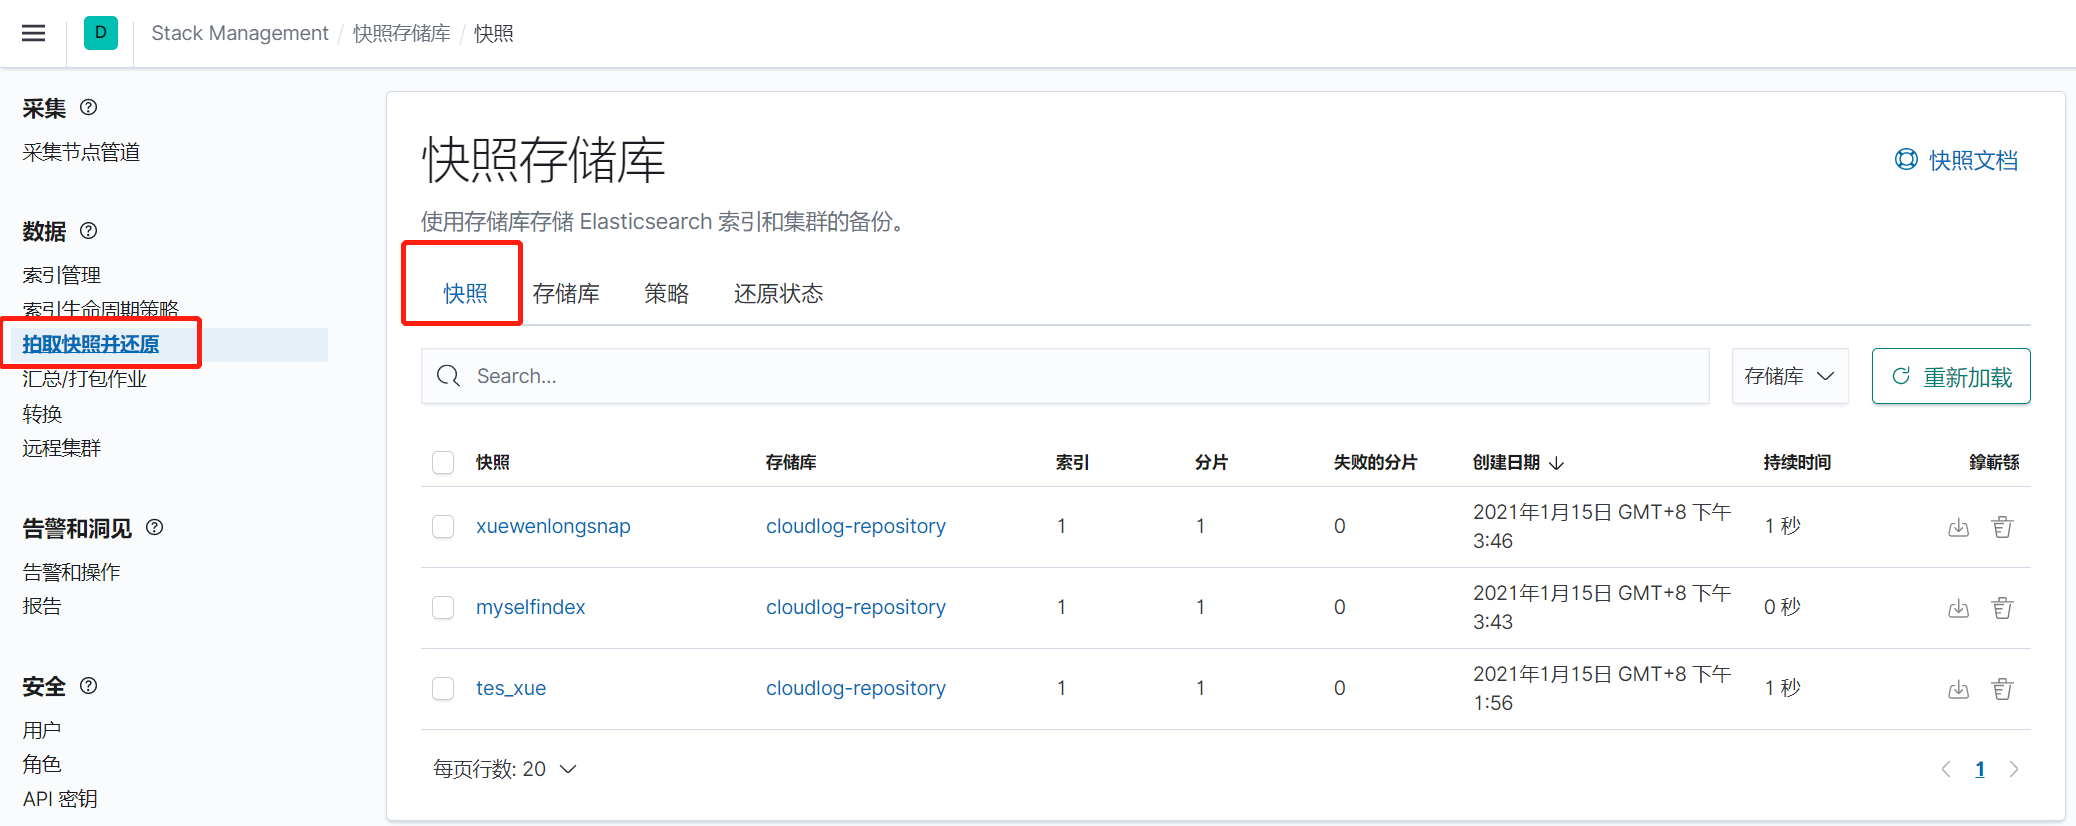 D Stack Management / 快照存储库 / 快照
采集
采集节点管道
数据
索引管理
索引生命周期策略
拍取快照并还原
汇总/打包作业
转换
远程集群
告警和洞见
告警和操作
报告
安全
用户
角色
API 密钥
快照存储库
快照文档
使用存储库存储 Elasticsearch 索引和集群的备份。
快照 存储库 策略 还原状态
Search...
存储库
重新加载
快照 存储库 索引 分片 失败的分片 创建日期 持续时间
xuewenlongsnap cloudlog-repository 1 1 0 2021年1月15日 GMT+8 下午 3:46 1 秒
myselfindex cloudlog-repository 1 1 0 2021年1月15日 GMT+8 下午 3:43 0 秒
tes_xue cloudlog-repository 1 1 0 2021年1月15日 GMT+8 下午 1:56 1 秒
每页行数: 20
1